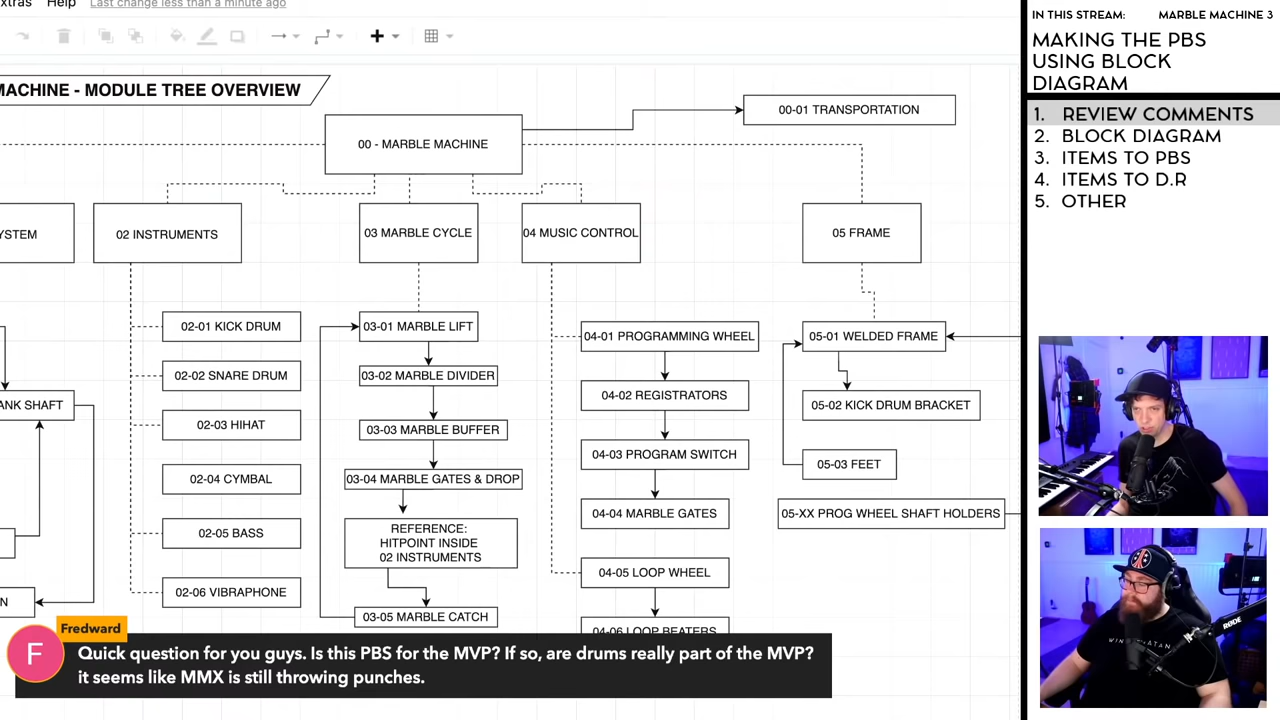 xtras Help Last change less than a minute ago
MACHINE - MODULE TREE OVERVIEW
00 - MARBLE MACHINE
00-01 TRANSPORTATION
YSTEM
02 INSTRUMENTS
03 MARBLE CYCLE
04 MUSIC CONTROL
05 FRAME
ANK SHAFT
N
02-01 KICK DRUM
02-02 SNARE DRUM
02-03 HIHAT
02-04 CYMBAL
02-05 BASS
02-06 VIBRAPHONE
03-01 MARBLE LIFT
03-02 MARBLE DIVIDER
03-03 MARBLE BUFFER
03-04 MARBLE GATES & DROP
REFERENCE:
HITPOINT INSIDE
02 INSTRUMENTS
03-05 MARBLE CATCH
04-01 PROGRAMMING WHEEL
04-02 REGISTRATORS
04-03 PROGRAM SWITCH
04-04 MARBLE GATES
04-05 LOOP WHEEL
04-06 LOOP BEATERS
05-01 WELDED FRAME
05-02 KICK DRUM BRACKET
05-03 FEET
05-XX PROG WHEEL SHAFT HOLDERS
F
Fredward
Quick question for you guys. Is this PBS for the MVP? If so, are drums really part of the MVP?
it seems like MMX is still throwing punches.
IN THIS STREAM: MARBLE MACHINE 3
MAKING THE PBS
USING BLOCK
DIAGRAM
1. REVIEW COMMENTS
2. BLOCK DIAGRAM
3. ITEMS TO PBS
4. ITEMS TO D.R
5. OTHER
RØDE